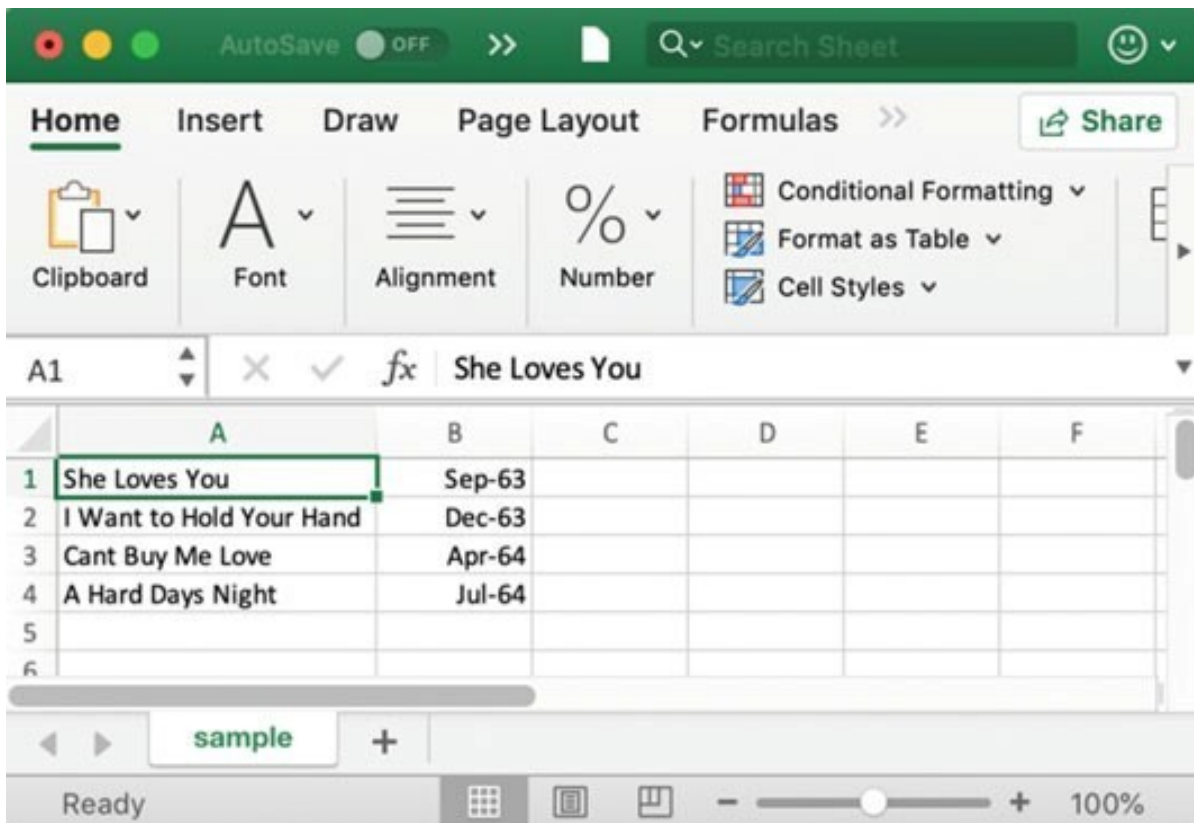 AutoSave OFF Search Sheet
Home Insert Draw Page Layout Formulas Share
Clipboard Font Alignment Number
Conditional Formatting
Format as Table
Cell Styles
A1 fx She Loves You
A B C D E F
1 She Loves You Sep-63
2 I Want to Hold Your Hand Dec-63
3 Cant Buy Me Love Apr-64
4 A Hard Days Night Jul-64
5
6
sample +
Ready - + 100%